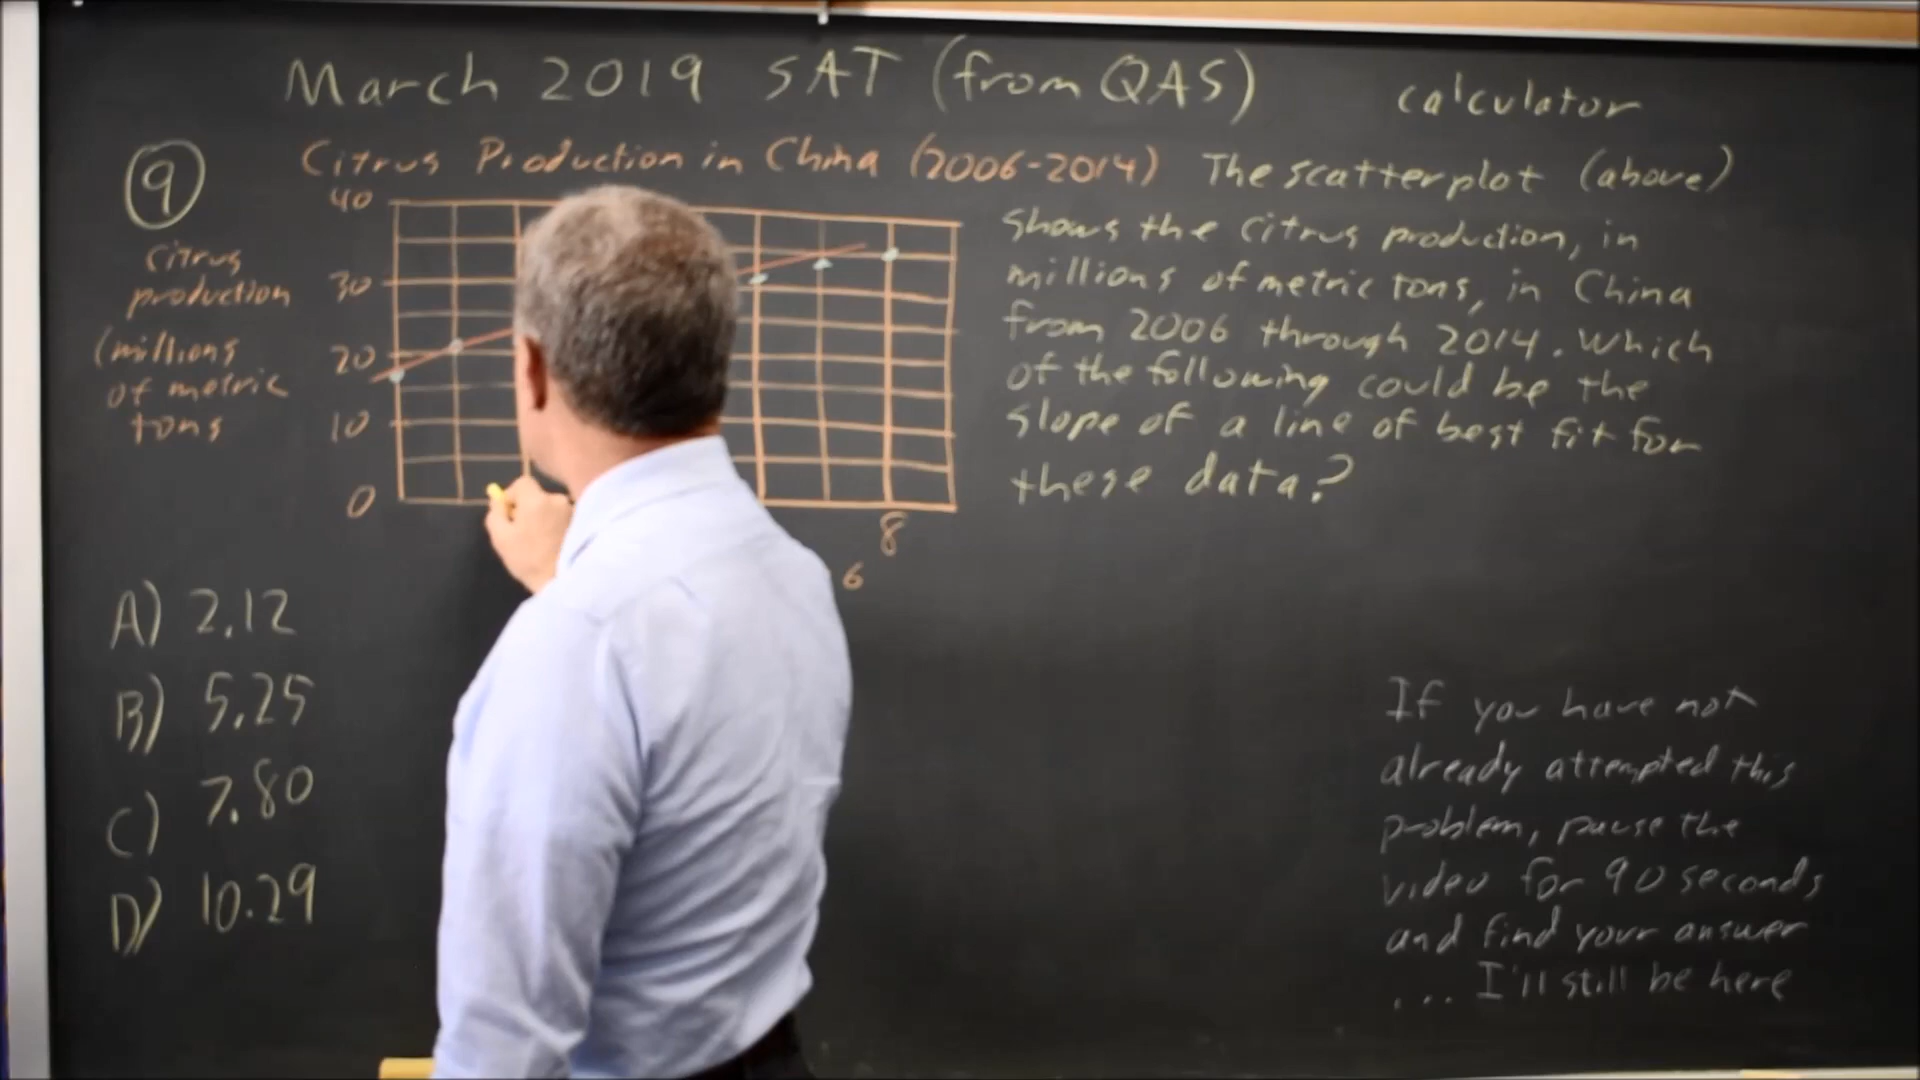 March 2019 SAT (from QAS)
calculator
9
Citrus Production in China (2006-2014)
citrus
production
(millions
of metric
tons
40
30
20
10
0
8
6
The scatterplot (above)
shows the citrus production, in
millions of metric tons, in China
from 2006 through 2014. Which
of the following could be the
slope of a line of best fit for
these data?
A) 2.12
B) 5.25
C) 7.80
D) 10.29
If you have not
already attempted this
problem, pause the
video for 90 seconds
and find your answer
... I'll still be here